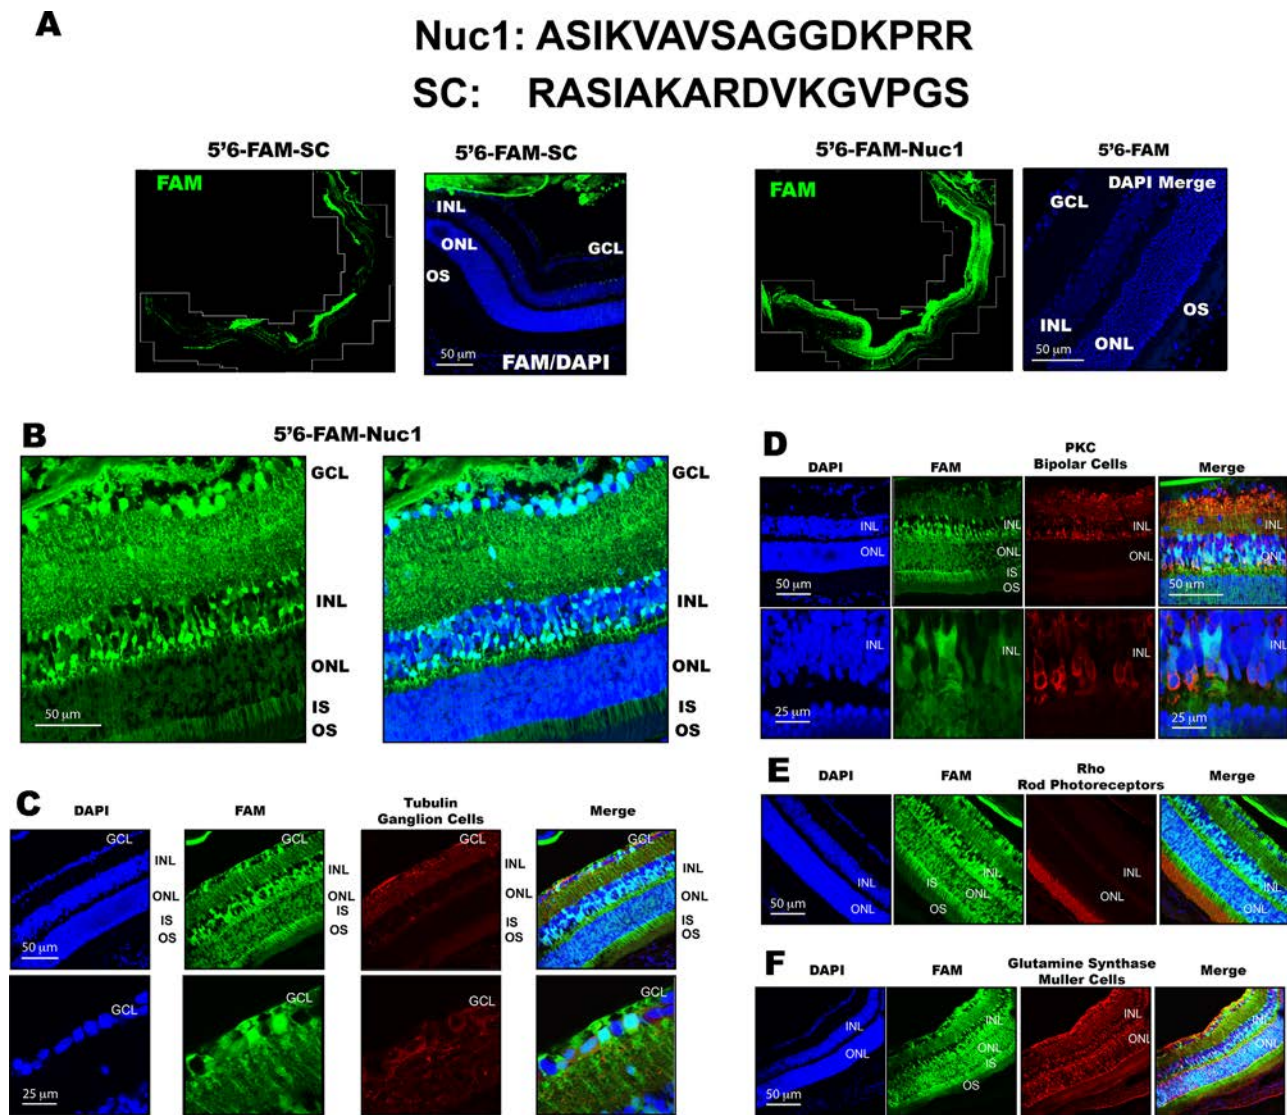 A
Nuc1: ASIKVAVSAGGDKPRR
SC: RASIAKARDVKGVPGS
5'6-FAM-SC
FAM
5'6-FAM-SC
INL
ONL
GCL
OS
50 µm
FAM/DAPI
5'6-FAM-Nuc1
FAM
5'6-FAM
DAPI Merge
GCL
OS
INL
ONL
50 µm
B
5'6-FAM-Nuc1
50 µm
GCL
INL
ONL
IS
OS
GCL
INL
ONL
IS
OS
C
DAPI
FAM
Tubulin
Ganglion Cells
Merge
GCL
50 µm
INL
ONL
IS
OS
GCL
INL
ONL
IS
OS
GCL
INL
ONL
IS
OS
GCL
INL
ONL
IS
OS
GCL
25 µm
GCL
GCL
GCL
D
DAPI
FAM
PKC
Bipolar Cells
Merge
INL
ONL
50 µm
INL
ONL
IS
OS
INL
ONL
INL
ONL
50 µm
INL
25 µm
INL
INL
INL
25 µm
E
DAPI
FAM
Rho
Rod Photoreceptors
Merge
INL
ONL
50 µm
INL
IS
ONL
OS
INL
ONL
INL
ONL
F
DAPI
FAM
Glutamine Synthase
Muller Cells
Merge
INL
ONL
50 µm
INL
ONL
IS
OS
INL
ONL
INL
ONL